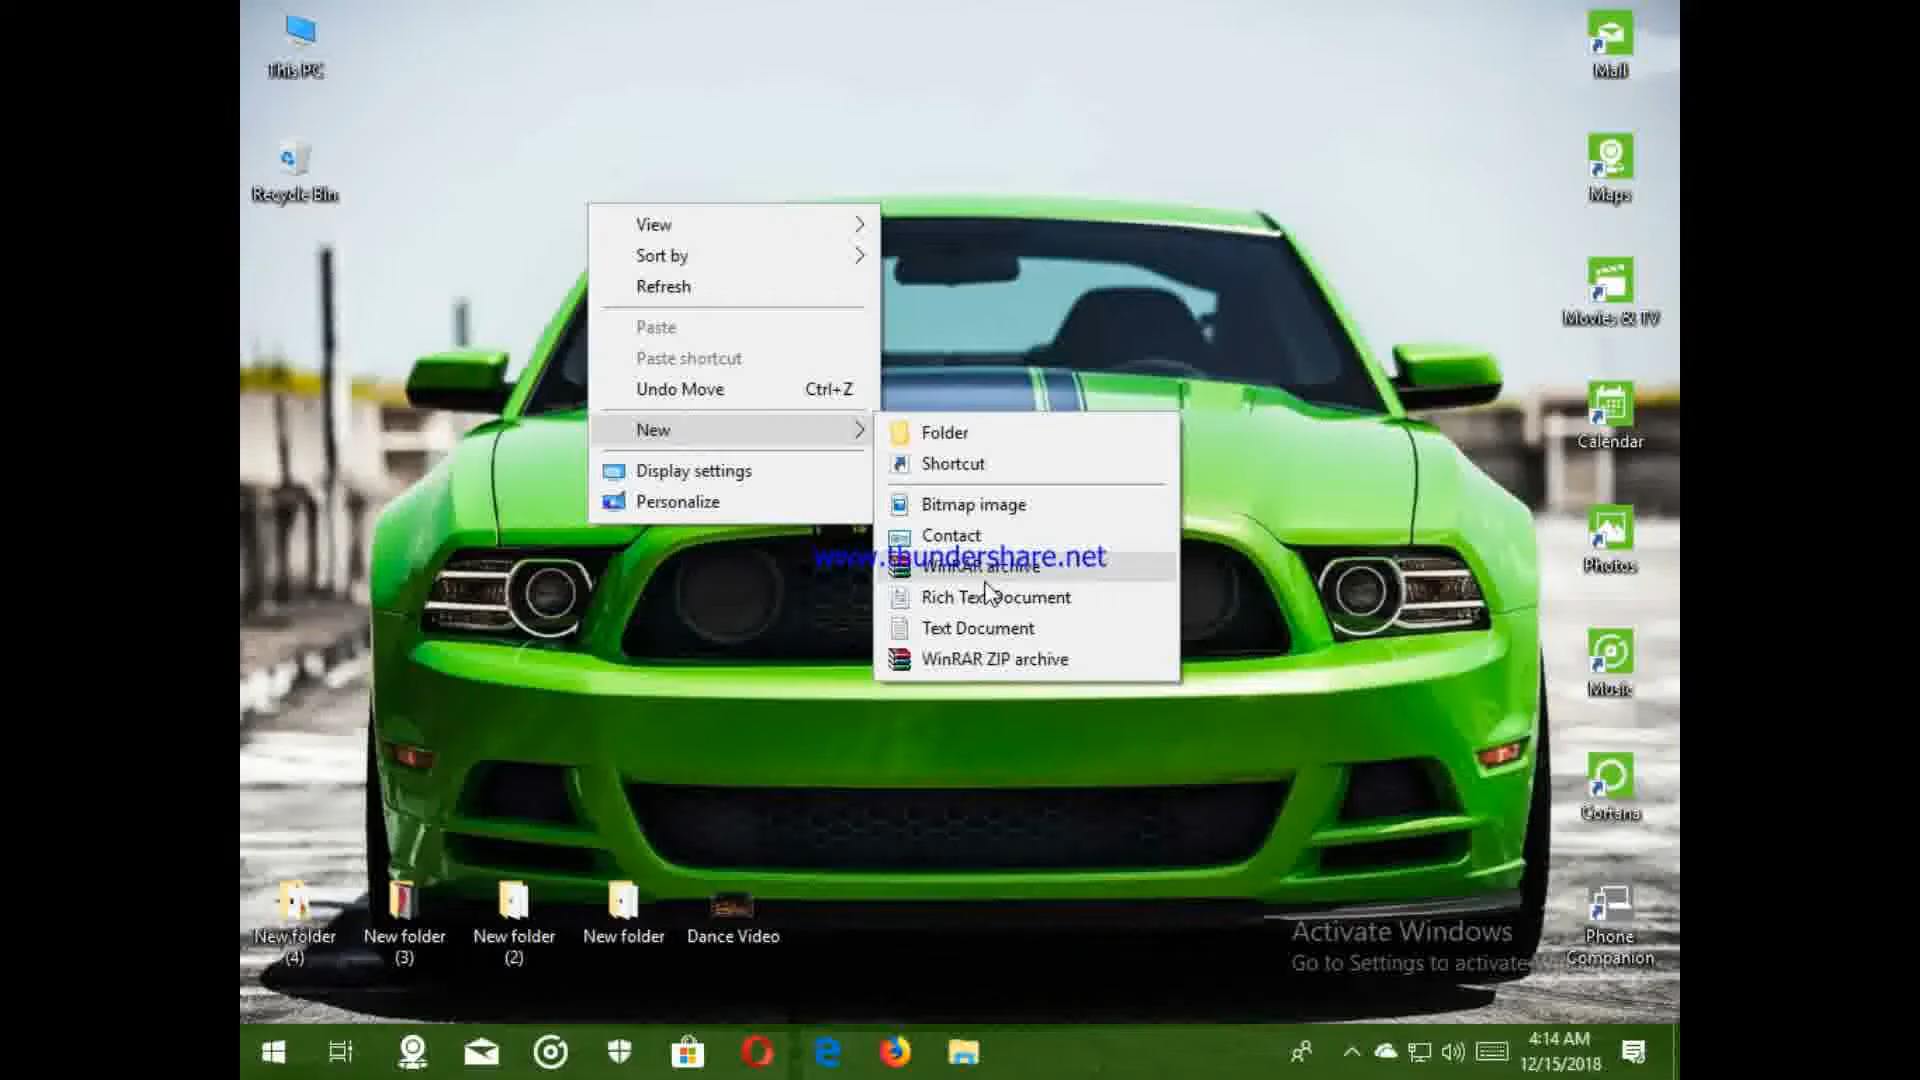 This PC
Recycle Bin
View
Sort by
Refresh
Paste
Paste shortcut
Undo Move Ctrl+Z
New
Display settings
Personalize
Folder
Shortcut
Bitmap image
Contact
www.thundershare.net
WinRAR archive
Rich Text Document
Text Document
WinRAR ZIP archive
Mail
Maps
Movies & TV
Calendar
Photos
Music
Cortana
Phone
Companion
New folder
(4)
New folder
(3)
New folder
(2)
New folder
Dance Video
Activate Windows
Go to Settings to activate
4:14 AM
12/15/2018